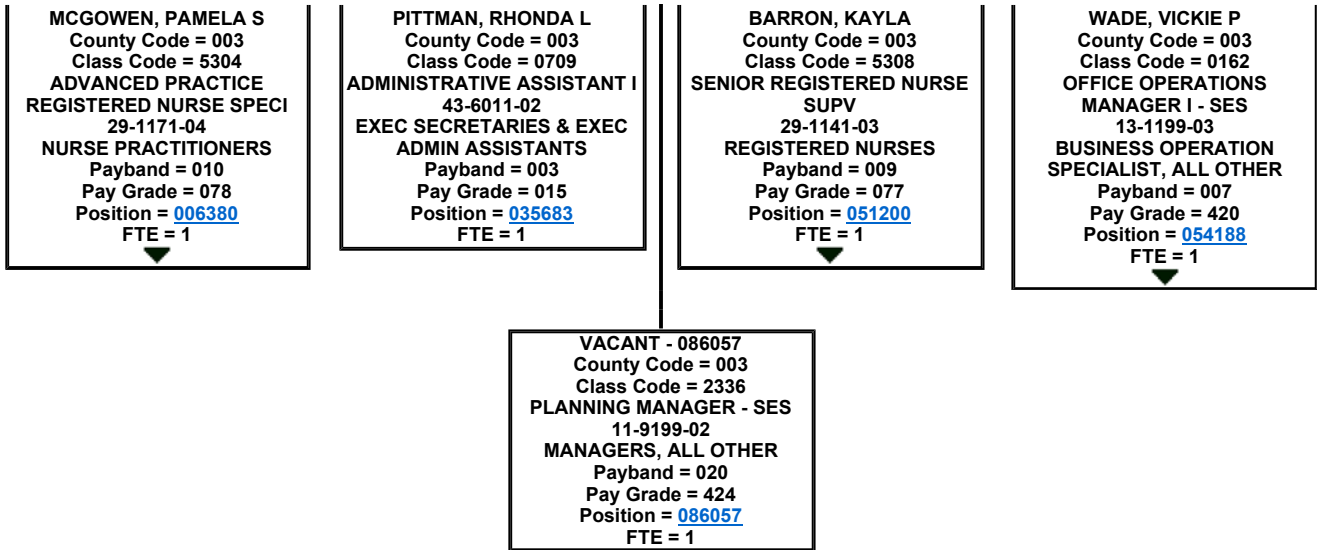 MCGOWEN, PAMELA S
County Code = 003
Class Code = 5304
ADVANCED PRACTICE
REGISTERED NURSE SPECI
29-1171-04
NURSE PRACTITIONERS
Payband = 010
Pay Grade = 078
Position = 006380
FTE = 1
PITTMAN, RHONDA L
County Code = 003
Class Code = 0709
ADMINISTRATIVE ASSISTANT I
43-6011-02
EXEC SECRETARIES & EXEC
ADMIN ASSISTANTS
Payband = 003
Pay Grade = 015
Position = 035683
FTE = 1
BARRON, KAYLA
County Code = 003
Class Code = 5308
SENIOR REGISTERED NURSE
SUPV
29-1141-03
REGISTERED NURSES
Payband = 009
Pay Grade = 077
Position = 051200
FTE = 1
WADE, VICKIE P
County Code = 003
Class Code = 0162
OFFICE OPERATIONS
MANAGER I - SES
13-1199-03
BUSINESS OPERATION
SPECIALIST, ALL OTHER
Payband = 007
Pay Grade = 420
Position = 054188
FTE = 1
VACANT - 086057
County Code = 003
Class Code = 2336
PLANNING MANAGER - SES
11-9199-02
MANAGERS, ALL OTHER
Payband = 020
Pay Grade = 424
Position = 086057
FTE = 1